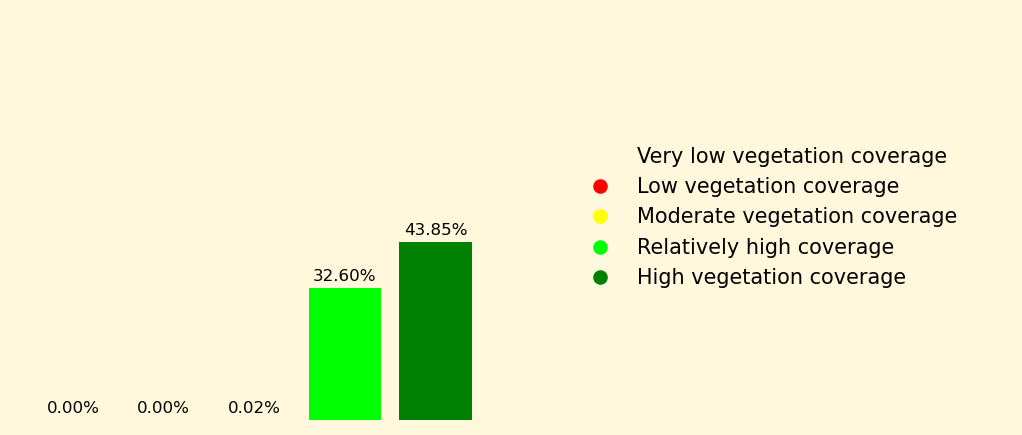 Very low vegetation coverage
Low vegetation coverage
Moderate vegetation coverage
43.85%
Relatively high coverage
32.60%
High vegetation coverage
0.00% 0.00% 0.02%